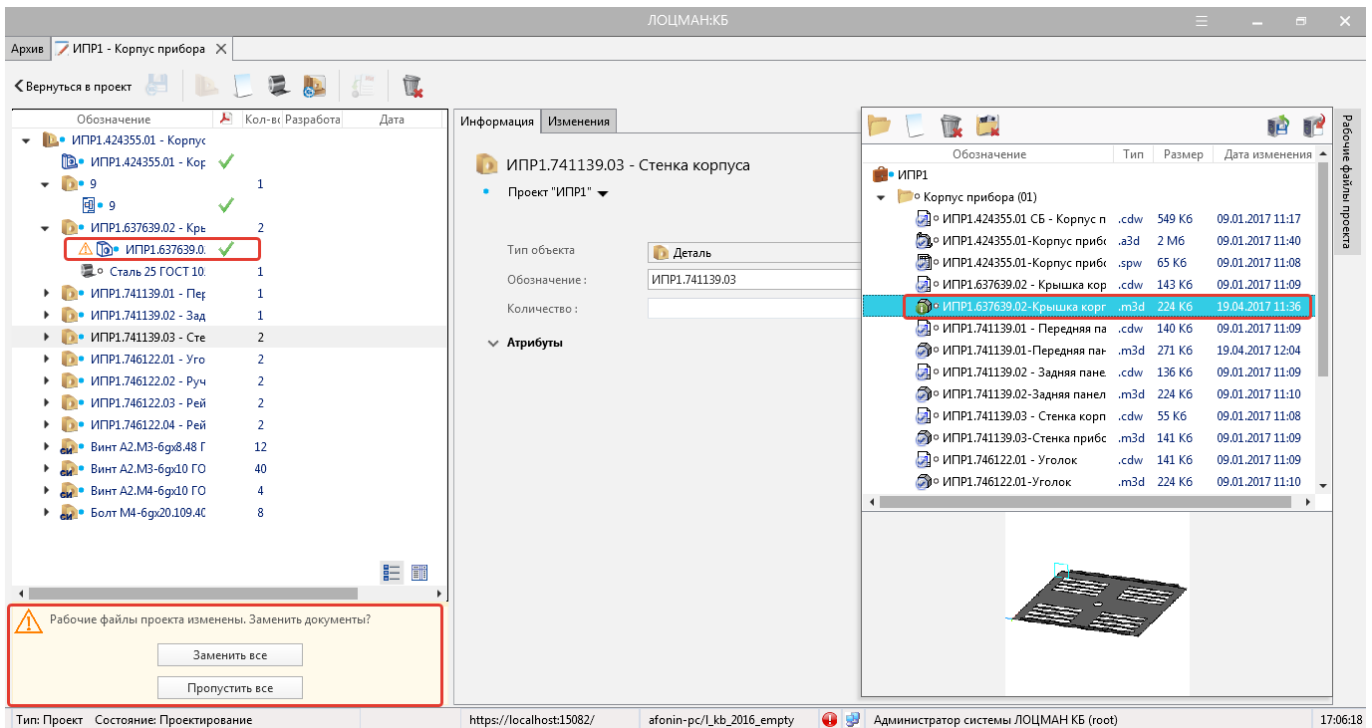 ЛОЦМАН:КБ
Архив
ИПР1 - Корпус прибора
Вернуться в проект
Обозначение Кол-вс Разработа Дата
ИПР1.424355.01 - Корпус
ИПР1.424355.01 - Кор
9 1
9
ИПР1.637639.02 - Кры 2
ИПР1.637639.0
Сталь 25 ГОСТ 10 1
ИПР1.741139.01 - Пер 1
ИПР1.741139.02 - Зад 1
ИПР1.741139.03 - Сте 2
ИПР1.746122.01 - Уго 2
ИПР1.746122.02 - Руч 2
ИПР1.746122.03 - Рей 2
ИПР1.746122.04 - Рей 2
Винт А2.М3-6gx8.48 Г 12
Винт А2.М3-6gx10 ГО 40
Винт А2.М4-6gx10 ГО 4
Болт М4-6gx20.109.40 8
Рабочие файлы проекта изменены. Заменить документы?
Заменить все
Пропустить все
Информация Изменения
ИПР1.741139.03 - Стенка корпуса
Проект "ИПР1"
Тип объекта Деталь
Обозначение : ИПР1.741139.03
Количество :
Атрибуты
Обозначение Тип Размер Дата изменения
ИПР1
Корпус прибора (01)
ИПР1.424355.01 СБ - Корпус п .cdw 549 Кб 09.01.2017 11:17
ИПР1.424355.01-Корпус прибс .a3d 2 Мб 09.01.2017 11:40
ИПР1.424355.01-Корпус прибс .spw 65 Кб 09.01.2017 11:08
ИПР1.637639.02 - Крышка кор .cdw 143 Кб 09.01.2017 11:09
ИПР1.637639.02-Крышка корг .m3d 224 Кб 19.04.2017 11:36
ИПР1.741139.01 - Передняя па .cdw 140 Кб 09.01.2017 11:09
ИПР1.741139.01-Передняя пан .m3d 271 Кб 19.04.2017 12:04
ИПР1.741139.02 - Задняя пане .cdw 136 Кб 09.01.2017 11:09
ИПР1.741139.02-Задняя панел .m3d 224 Кб 09.01.2017 11:10
ИПР1.741139.03 - Стенка корп .cdw 55 Кб 09.01.2017 11:08
ИПР1.741139.03-Стенка прибс .m3d 141 Кб 09.01.2017 11:09
ИПР1.746122.01 - Уголок .cdw 141 Кб 09.01.2017 11:09
ИПР1.746122.01-Уголок .m3d 224 Кб 09.01.2017 11:10
Рабочие файлы проекта
Тип: Проект Состояние: Проектирование https://localhost:15082/ afonin-pc/l_kb_2016_empty Администратор системы ЛОЦМАН КБ (root) 17:06:18